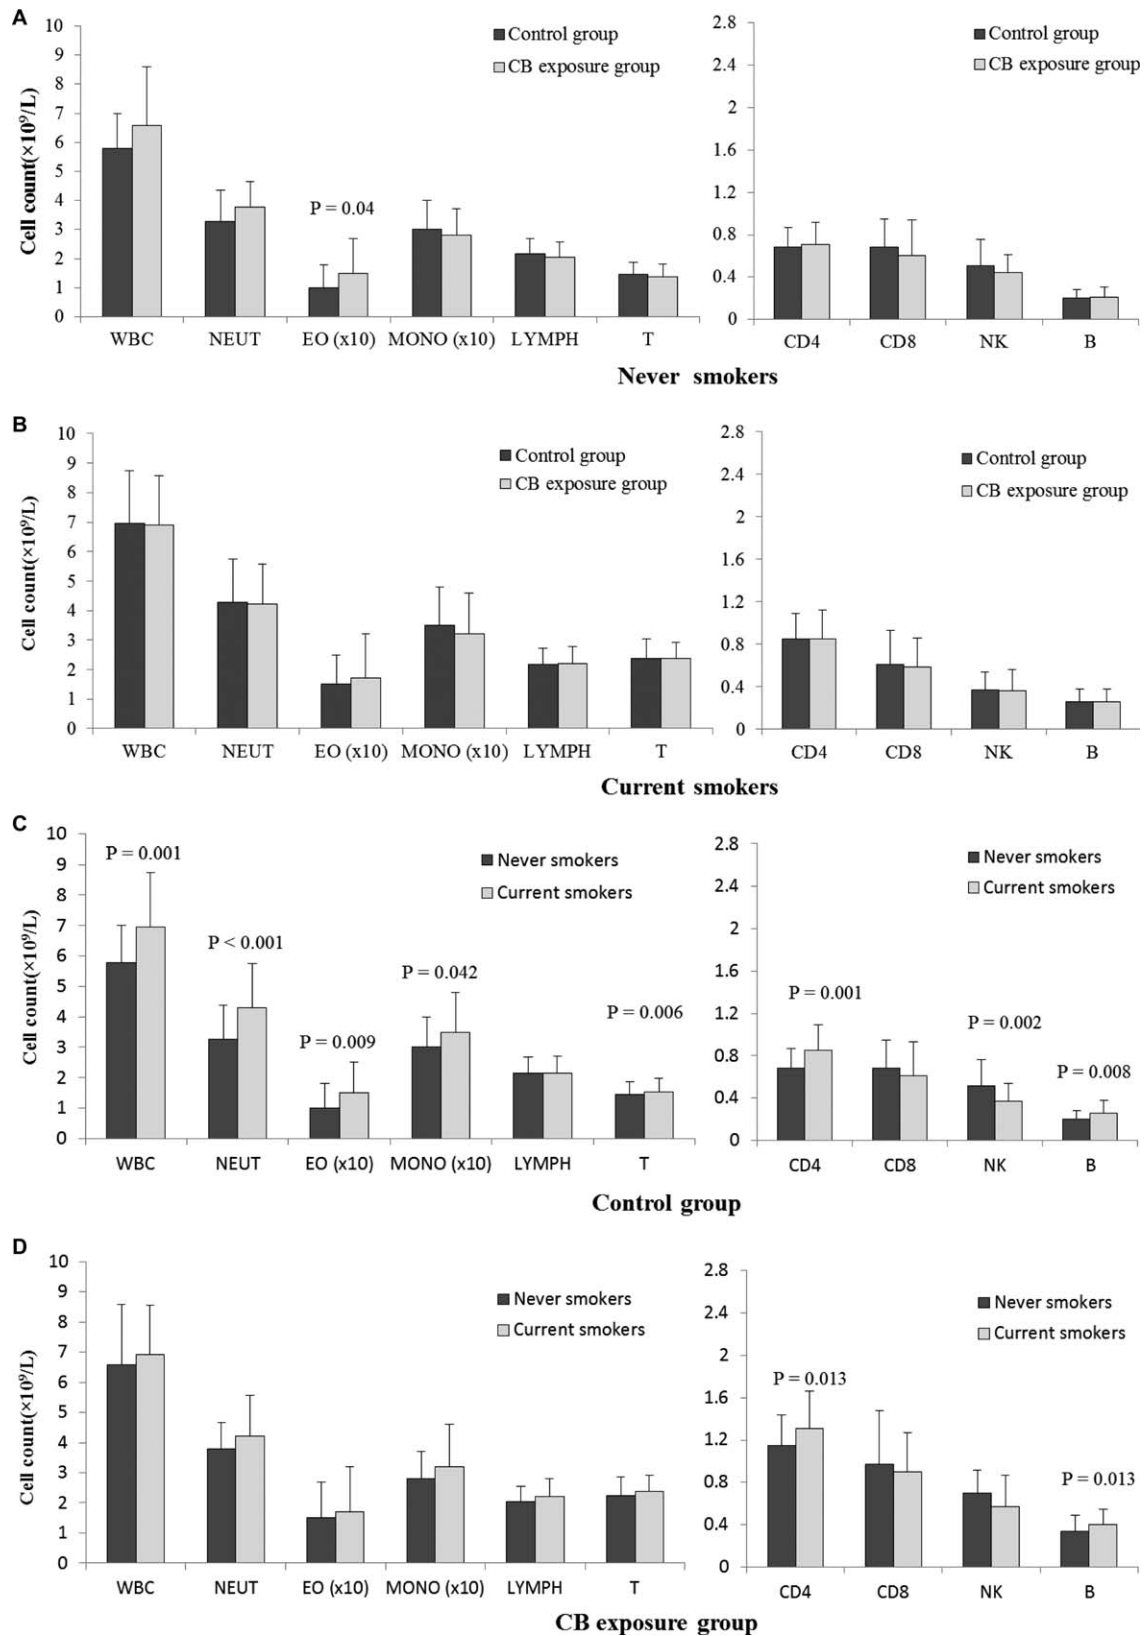 A
Cell count(×10⁹/L)
10
9
8
7
6
5
4
3
2
1
0
Control group
CB exposure group
P = 0.04
WBC NEUT EO (x10) MONO (x10) LYMPH T
2.8
2.4
2
1.6
1.2
0.8
0.4
0
Control group
CB exposure group
CD4 CD8 NK B
Never smokers
B
Cell count(×10⁹/L)
10
9
8
7
6
5
4
3
2
1
0
Control group
CB exposure group
WBC NEUT EO (x10) MONO (x10) LYMPH T
2.8
2.4
2
1.6
1.2
0.8
0.4
0
Control group
CB exposure group
CD4 CD8 NK B
Current smokers
C
Cell count(×10⁹/L)
10
9
8
7
6
5
4
3
2
1
0
Never smokers
Current smokers
P = 0.001
P < 0.001
P = 0.009
P = 0.042
P = 0.006
WBC NEUT EO (x10) MONO (x10) LYMPH T
2.8
2.4
2
1.6
1.2
0.8
0.4
0
Never smokers
Current smokers
P = 0.001
P = 0.002
P = 0.008
CD4 CD8 NK B
Control group
D
Cell count(×10⁹/L)
10
9
8
7
6
5
4
3
2
1
0
Never smokers
Current smokers
WBC NEUT EO (x10) MONO (x10) LYMPH T
2.8
2.4
2
1.6
1.2
0.8
0.4
0
Never smokers
Current smokers
P = 0.013
P = 0.013
CD4 CD8 NK B
CB exposure group